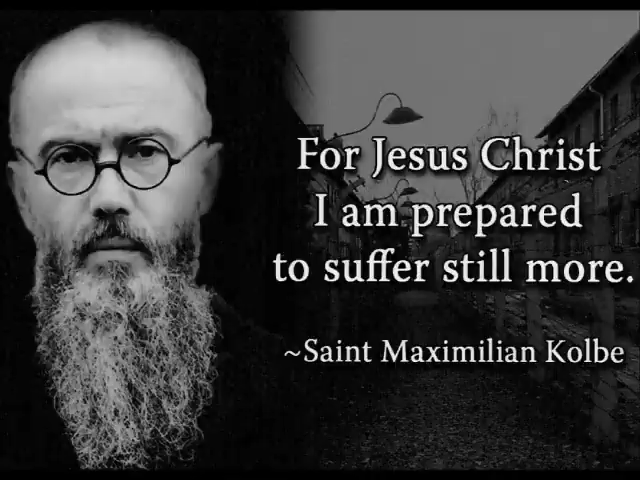 For Jesus Christ
I am prepared
to suffer still more.
~Saint Maximilian Kolbe